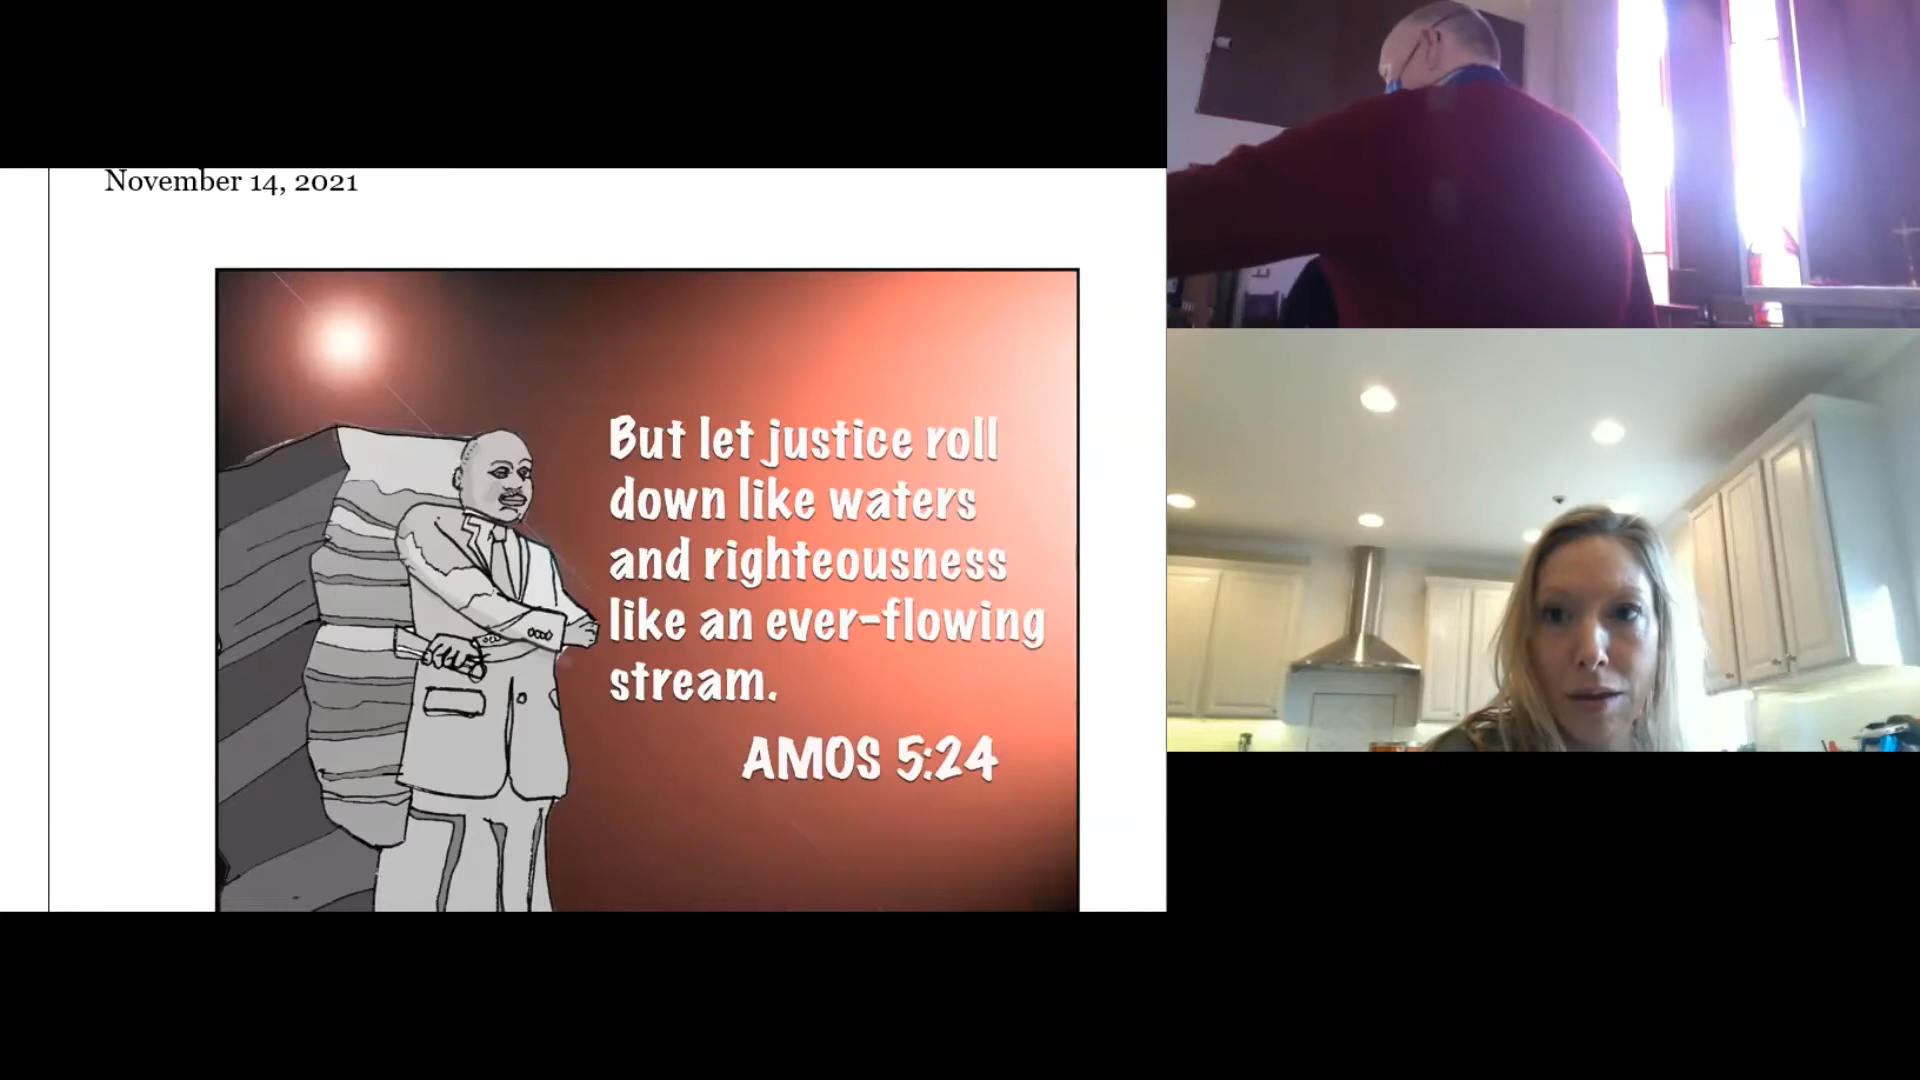 November 14, 2021
But let justice roll
down like waters
and righteousness
like an ever-flowing
stream.
AMOS 5:24